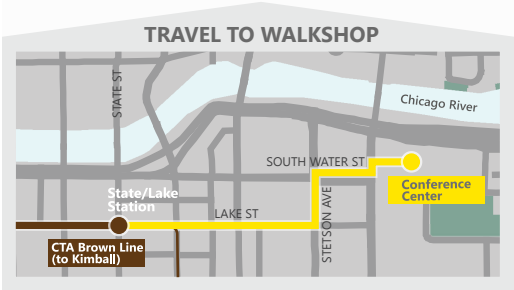 TRAVEL TO WALKSHOP
STATE ST
Chicago River
SOUTH WATER ST
State/Lake
Station
Conference
Center
LAKE ST
STETSON AVE
CTA Brown Line
(to Kimball)